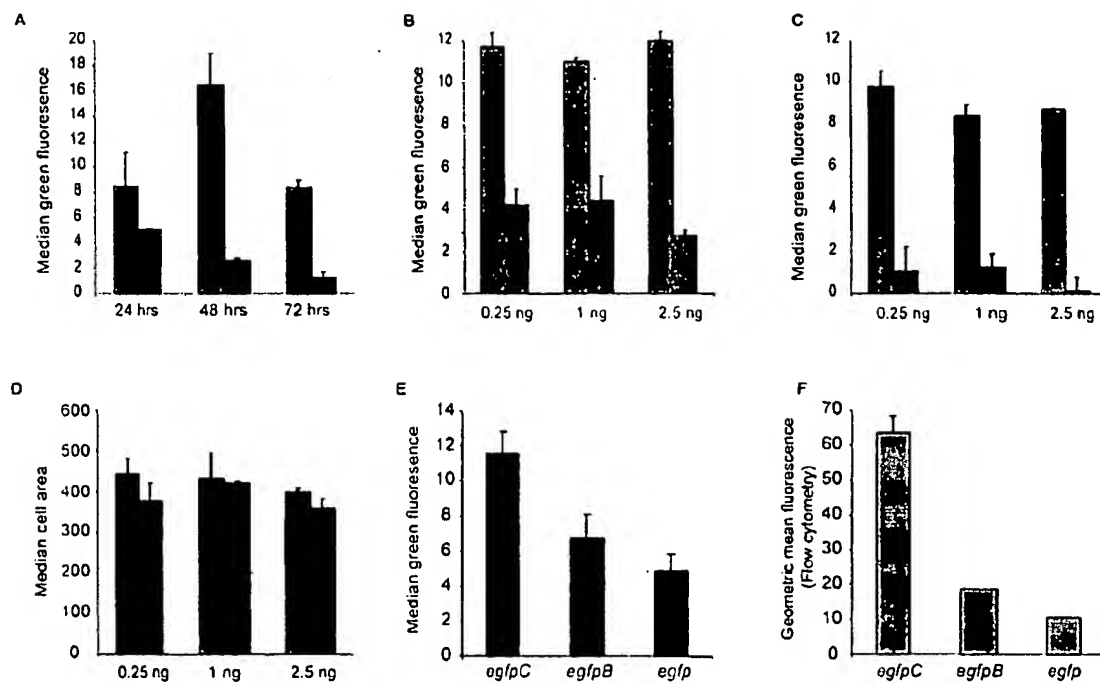 A
Median green fluoresence
20
18
16
14
12
10
8
6
4
2
0
24 hrs 48 hrs 72 hrs
B
Median green fluoresence
12
10
8
6
4
2
0
0.25 ng 1 ng 2.5 ng
C
Median green fluorescence
12
10
8
6
4
2
0
0.25 ng 1 ng 2.5 ng
D
Median cell area
600
500
400
300
200
100
0
0.25 ng 1 ng 2.5 ng
E
Median green fluoresence
14
12
10
8
6
4
2
0
egfpC egfpB egfp
F
Geometric mean fluorescence
(Flow cytometry)
70
60
50
40
30
20
10
0
egfpC egfpB egfp